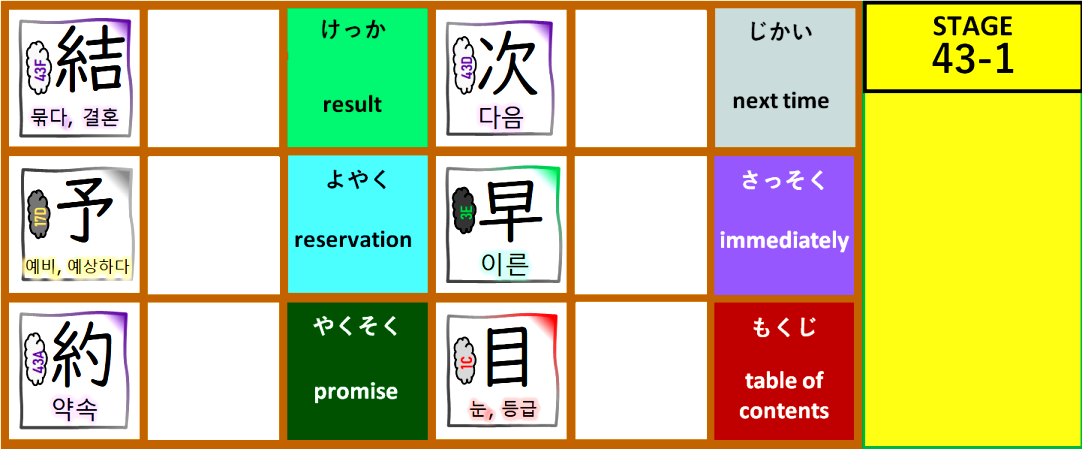 43F
結
묶다, 결혼
けっか
result
43D
次
다음
じかい
next time
STAGE
43-1
17D
予
예비, 예상하다
よやく
reservation
3E
早
이른
さっそく
immediately
43A
約
약속
やくそく
promise
1C
目
눈, 등급
もくじ
table of
contents